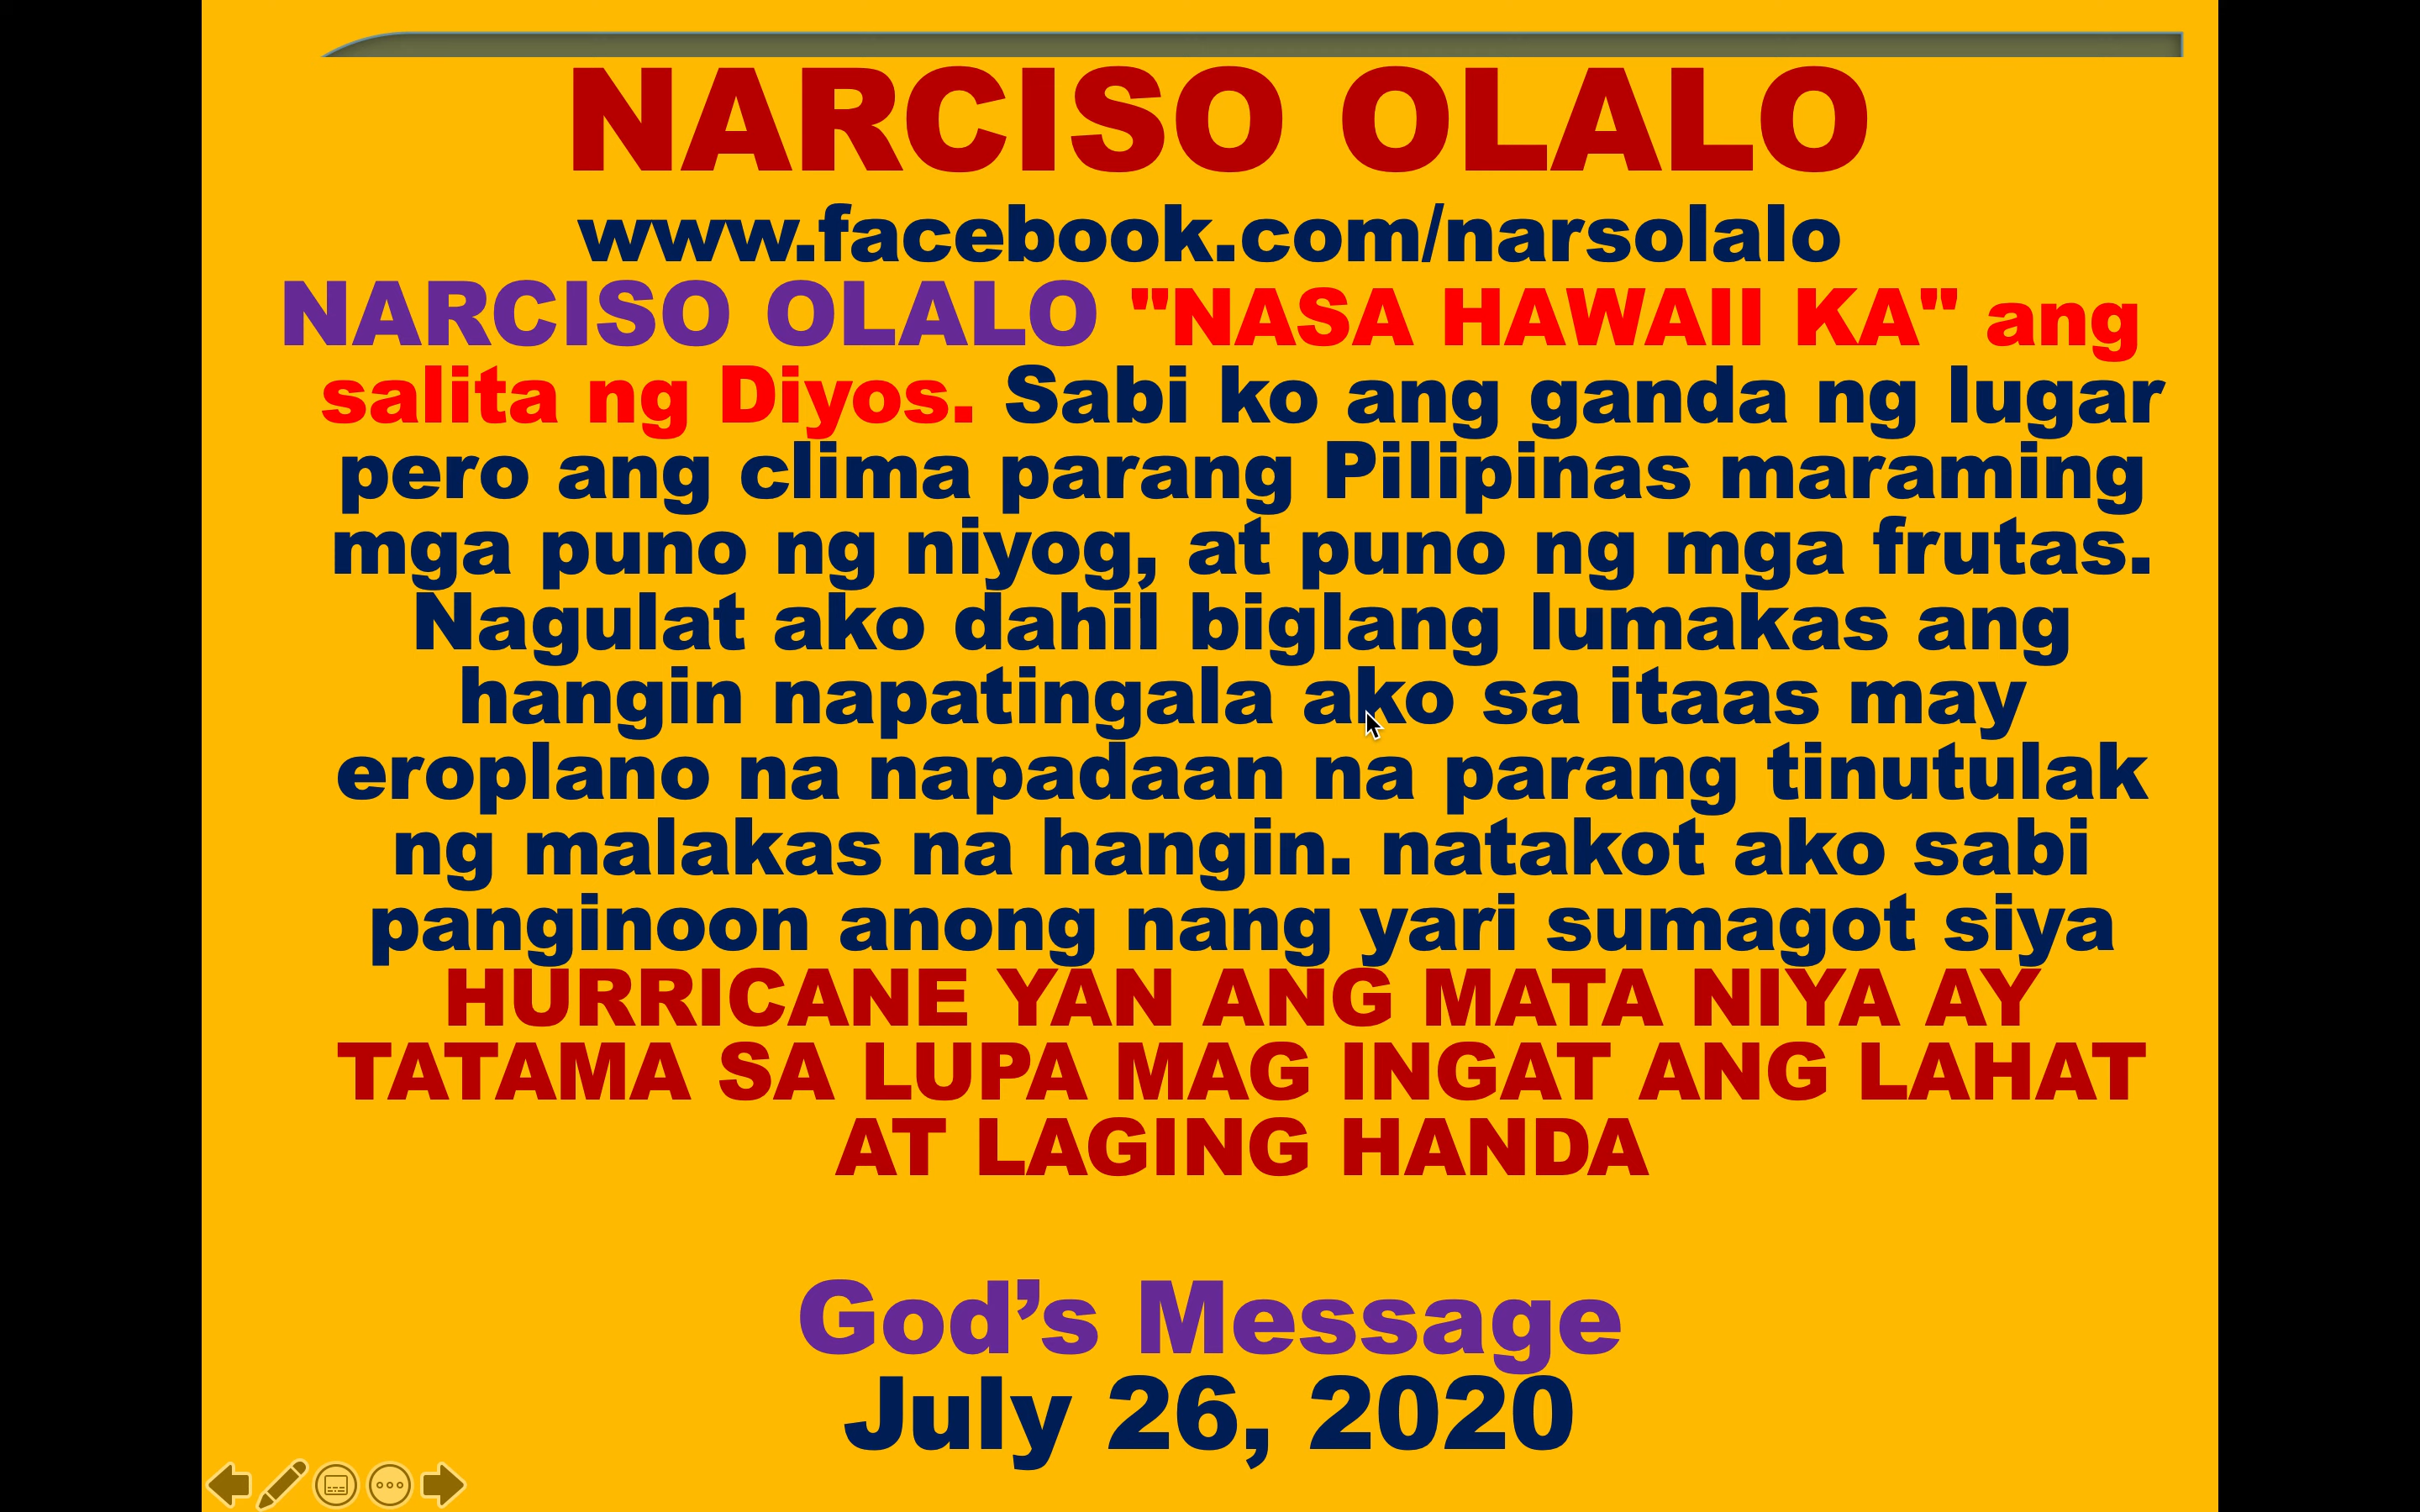 NARCISO OLALO
www.facebook.com/narsolalo
NARCISO OLALO "NASA HAWAII KA" ang
salita ng Diyos. Sabi ko ang ganda ng lugar
pero ang clima parang Pilipinas maraming
mga puno ng niyog, at puno ng mga frutas.
Nagulat ako dahil biglang lumakas ang
hangin napatingala ako sa itaas may
eroplano na napadaan na parang tinutulak
ng malakas na hangin. natakot ako sabi
panginoon anong nang yari sumagot siya
HURRICANE YAN ANG MATA NIYA AY
TATAMA SA LUPA MAG INGAT ANG LAHAT
AT LAGING HANDA
God’s Message
July 26, 2020